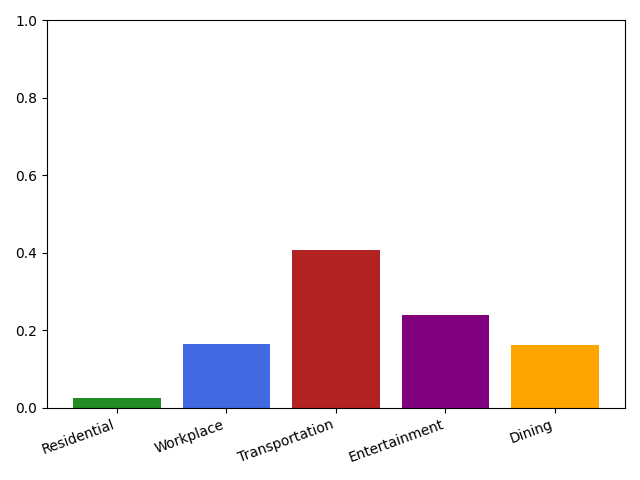 1.0
0.8
0.6
0.4
0.2
0.0
Residential
Workplace
Transportation
Entertainment
Dining